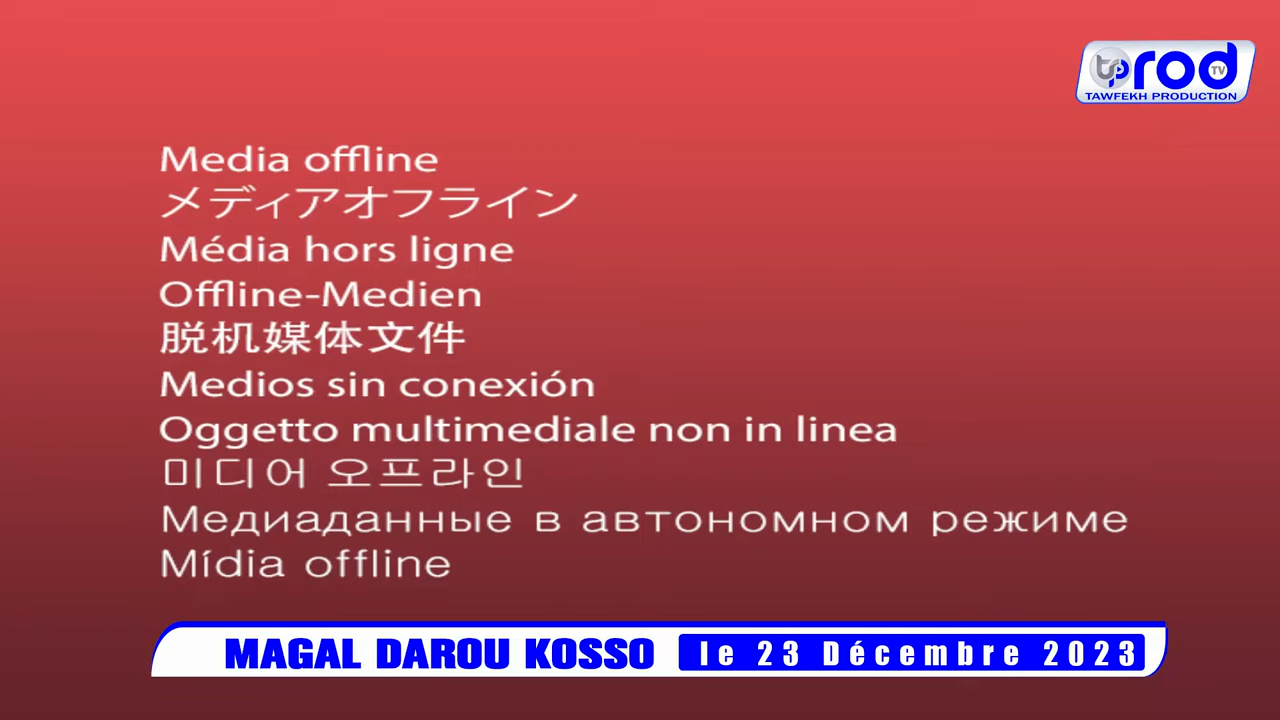 tprod TV
TAWFEKH PRODUCTION
Media offline
メディアオフライン
Média hors ligne
Offline-Medien
脱机媒体文件
Medios sin conexión
Oggetto multimediale non in linea
미디어 오프라인
Медиаданные в автономном режиме
Mídia offline
MAGAL DAROU KOSSO le 23 Décembre 2023